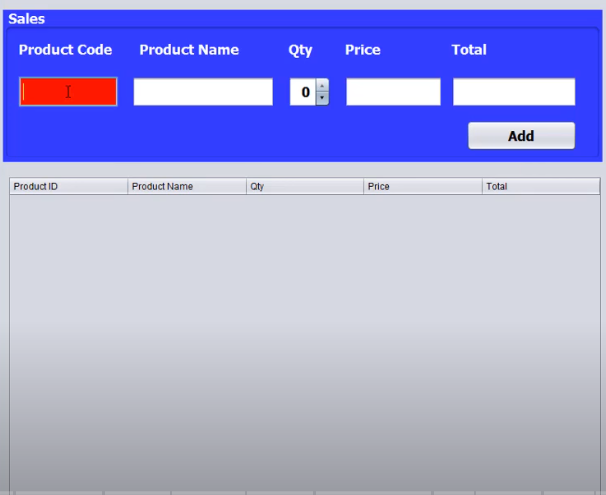 Sales
Product Code Product Name Qty Price Total
0
Add
Product ID Product Name Qty Price Total